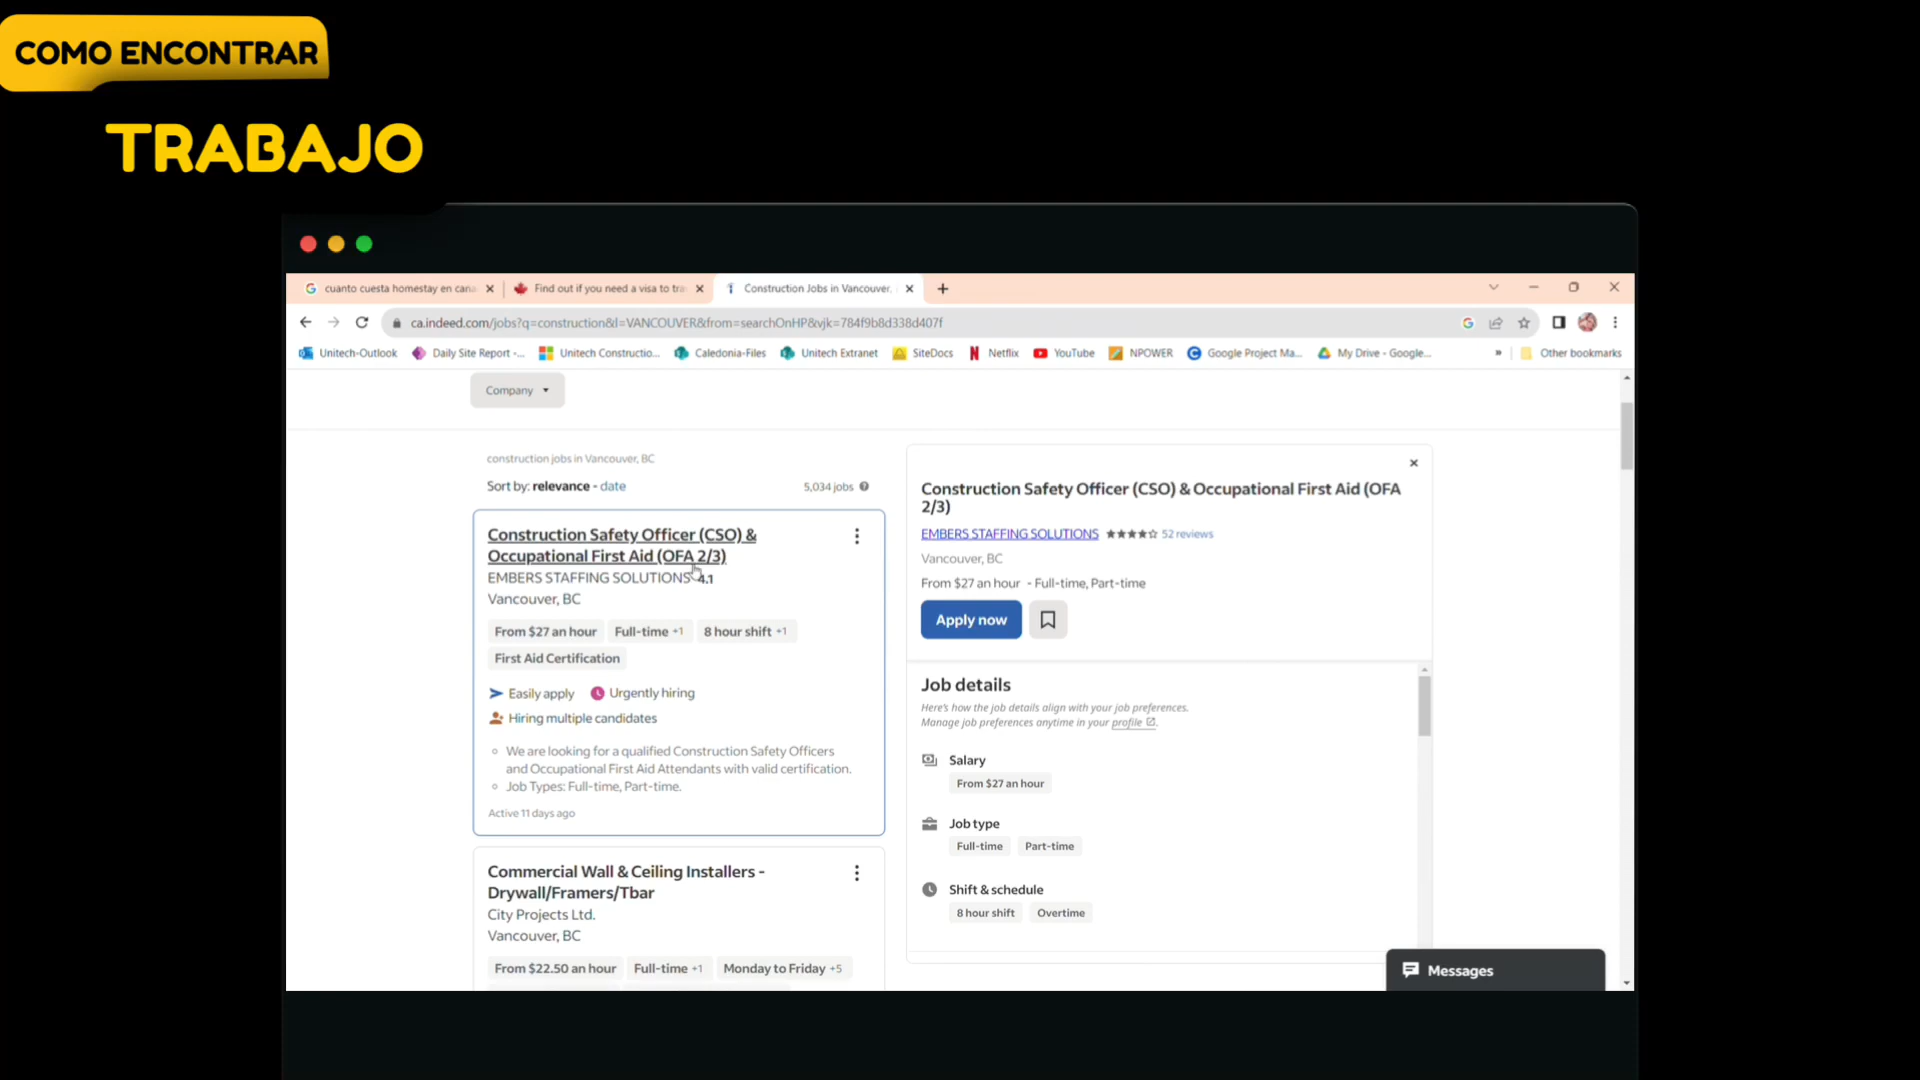 COMO ENCONTRAR
TRABAJO
cuanto cuesta homestay en cana
Find out if you need a visa to tra
Construction Jobs in Vancouver,
ca.indeed.com/jobs?q=construction&l=VANCOUVER&from=searchOnHP&vjk=784f9b8d338d407f
Unitech-Outlook
Daily Site Report -...
Unitech Constructio...
Caledonia-Files
Unitech Extranet
SiteDocs
Netflix
YouTube
NPOWER
Google Project Ma...
My Drive - Google...
»
Other bookmarks
Company
construction jobs in Vancouver, BC
Sort by: relevance - date
5,034 jobs
Construction Safety Officer (CSO) &
Occupational First Aid (OFA 2/3)
EMBERS STAFFING SOLUTIONS 4.1
Vancouver, BC
From $27 an hour
Full-time +1
8 hour shift +1
First Aid Certification
Easily apply
Urgently hiring
Hiring multiple candidates
We are looking for a qualified Construction Safety Officers
and Occupational First Aid Attendants with valid certification.
Job Types: Full-time, Part-time.
Active 11 days ago
Commercial Wall & Ceiling Installers -
Drywall/Framers/Tbar
City Projects Ltd.
Vancouver, BC
From $22.50 an hour
Full-time +1
Monday to Friday +5
Construction Safety Officer (CSO) & Occupational First Aid (OFA
2/3)
EMBERS STAFFING SOLUTIONS
52 reviews
Vancouver, BC
From $27 an hour - Full-time, Part-time
Apply now
Job details
Here's how the job details align with your job preferences.
Manage job preferences anytime in your profile.
Salary
From $27 an hour
Job type
Full-time
Part-time
Shift & schedule
8 hour shift
Overtime
Messages